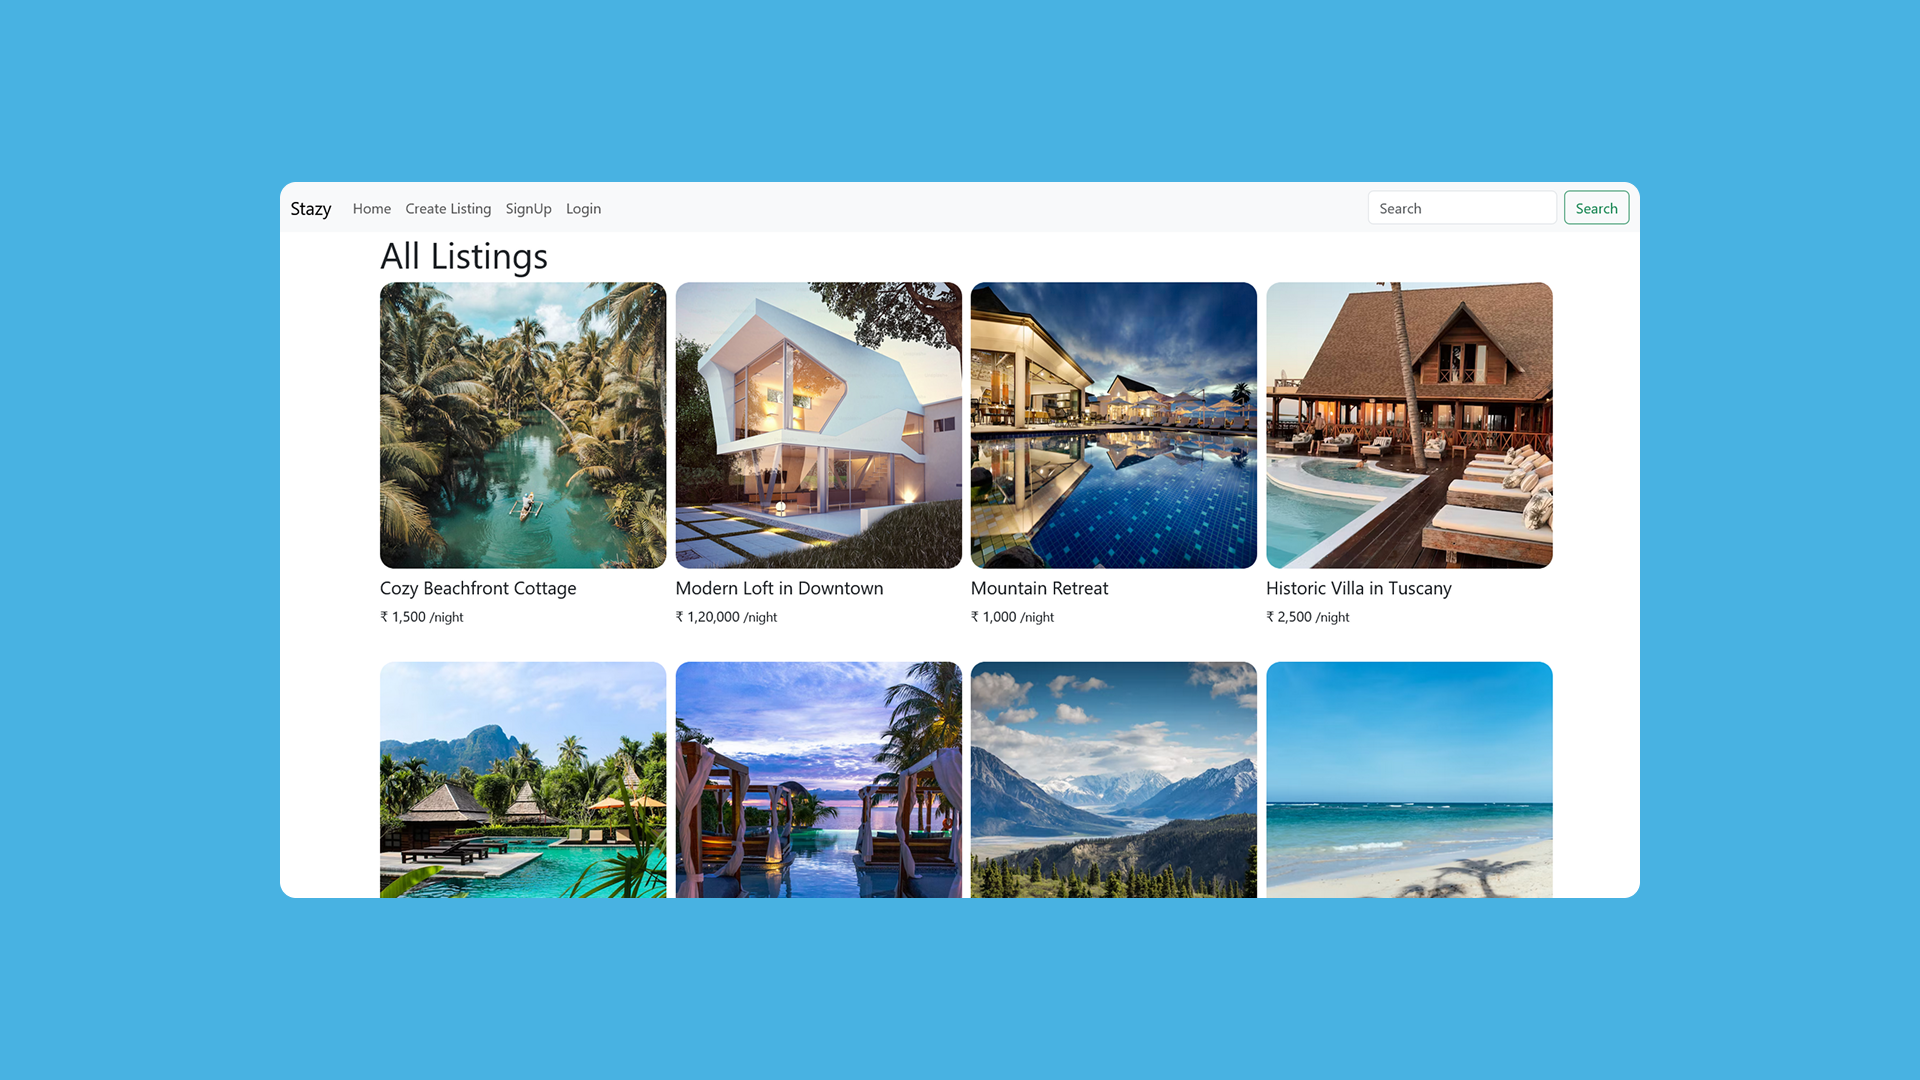 Stazy Home Create Listing SignUp Login Search Search
All Listings
Cozy Beachfront Cottage
₹ 1,500 /night
Modern Loft in Downtown
₹ 1,20,000 /night
Mountain Retreat
₹ 1,000 /night
Historic Villa in Tuscany
₹ 2,500 /night